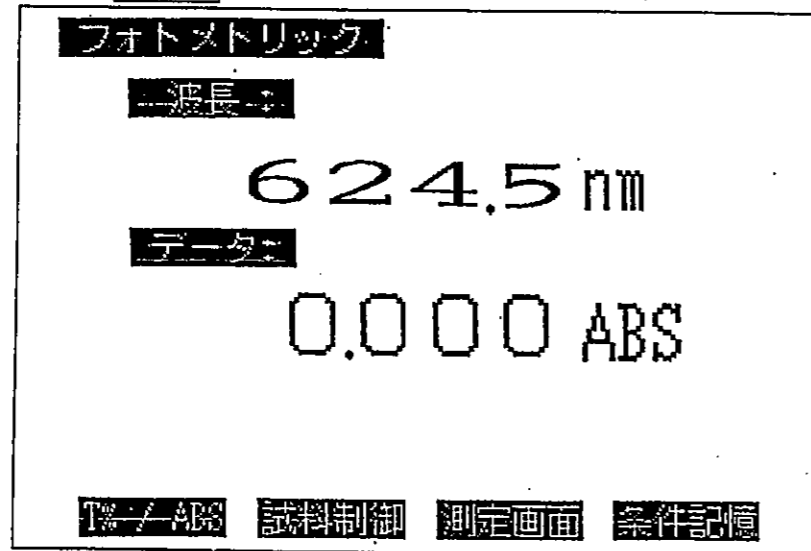 フォトメトリック
波長:
624.5nm
データ:
0.000 ABS
T%/ABS 試料制御 測定画面 条件記憶